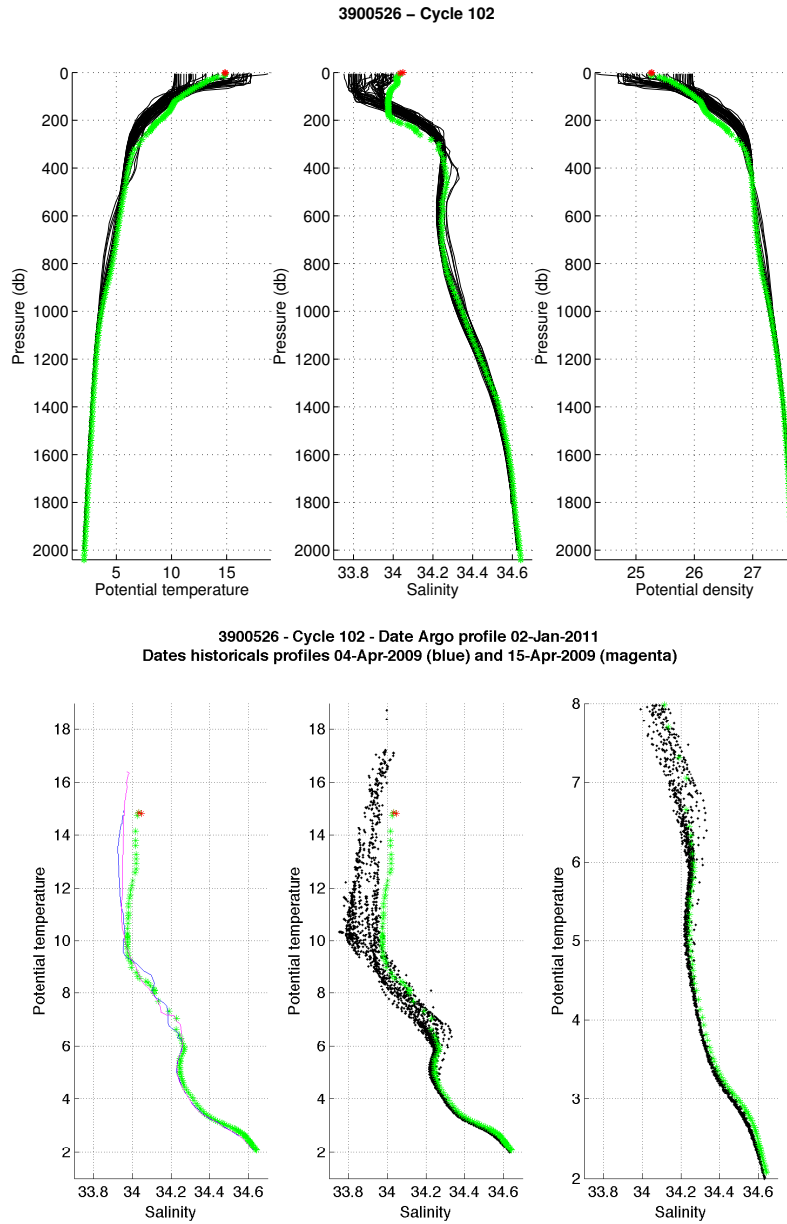 3900526 – Cycle 102
0
200
400
600
800
1000
1200
1400
1600
1800
2000
Pressure (db)
5 10 15
Potential temperature
0
200
400
600
800
1000
1200
1400
1600
1800
2000
Pressure (db)
33.8 34 34.2 34.4 34.6
Salinity
0
200
400
600
800
1000
1200
1400
1600
1800
2000
Pressure (db)
25 26 27
Potential density
3900526 - Cycle 102 - Date Argo profile 02-Jan-2011
Dates historicals profiles 04-Apr-2009 (blue) and 15-Apr-2009 (magenta)
18
16
14
12
10
8
6
4
2
Potential temperature
33.8 34 34.2 34.4 34.6
Salinity
18
16
14
12
10
8
6
4
2
Potential temperature
33.8 34 34.2 34.4 34.6
Salinity
8
7
6
5
4
3
2
Potential temperature
33.8 34 34.2 34.4 34.6
Salinity